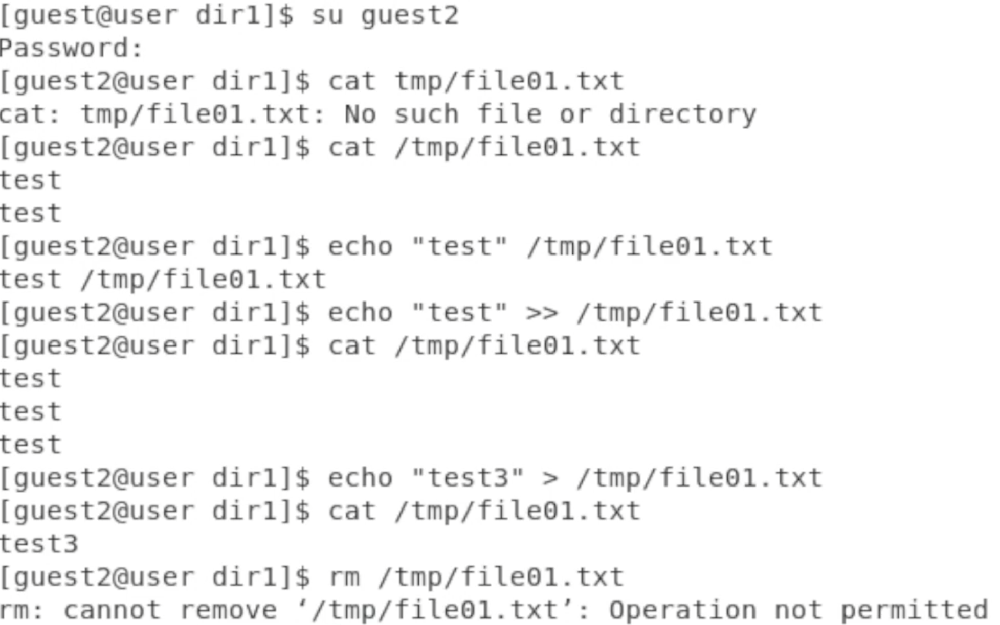 [guest@user dir1]$ su guest2
Password:
[guest2@user dir1]$ cat tmp/file01.txt
cat: tmp/file01.txt: No such file or directory
[guest2@user dir1]$ cat /tmp/file01.txt
test
test
[guest2@user dir1]$ echo "test" /tmp/file01.txt
test /tmp/file01.txt
[guest2@user dir1]$ echo "test" >> /tmp/file01.txt
[guest2@user dir1]$ cat /tmp/file01.txt
test
test
test
[guest2@user dir1]$ echo "test3" > /tmp/file01.txt
[guest2@user dir1]$ cat /tmp/file01.txt
test3
[guest2@user dir1]$ rm /tmp/file01.txt
rm: cannot remove ‘/tmp/file01.txt’: Operation not permitted